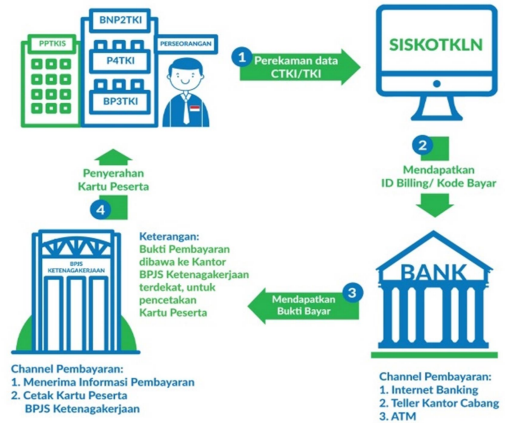 BNP2TKI
PPTKIS
P4TKI
BP3TKI
PERSEORANGAN
1
Perekaman data
CTKI/TKI
SISKOTKLN
2
Mendapatkan
ID Billing/ Kode Bayar
BANK
Channel Pembayaran:
1. Internet Banking
2. Teller Kantor Cabang
3. ATM
3
Mendapatkan
Bukti Bayar
Keterangan:
Bukti Pembayaran
dibawa ke Kantor
BPJS Ketenagakerjaan
terdekat, untuk
pencetakan
Kartu Peserta
BPJS
KETENAGAKERJAAN
Channel Pembayaran:
1. Menerima Informasi Pembayaran
2. Cetak Kartu Peserta
BPJS Ketenagakerjaan
4
Penyerahan
Kartu Peserta